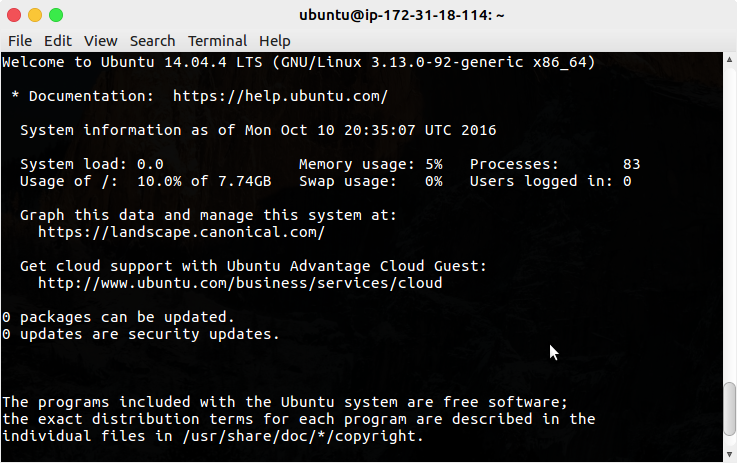 ubuntu@ip-172-31-18-114: ~
File Edit View Search Terminal Help
Welcome to Ubuntu 14.04.4 LTS (GNU/Linux 3.13.0-92-generic x86_64)
* Documentation:  https://help.ubuntu.com/
System information as of Mon Oct 10 20:35:07 UTC 2016
System load: 0.0               Memory usage: 5%   Processes:       83
Usage of /:  10.0% of 7.74GB   Swap usage:   0%   Users logged in: 0
Graph this data and manage this system at:
https://landscape.canonical.com/
Get cloud support with Ubuntu Advantage Cloud Guest:
http://www.ubuntu.com/business/services/cloud
0 packages can be updated.
0 updates are security updates.
The programs included with the Ubuntu system are free software;
the exact distribution terms for each program are described in the
individual files in /usr/share/doc/*/copyright.